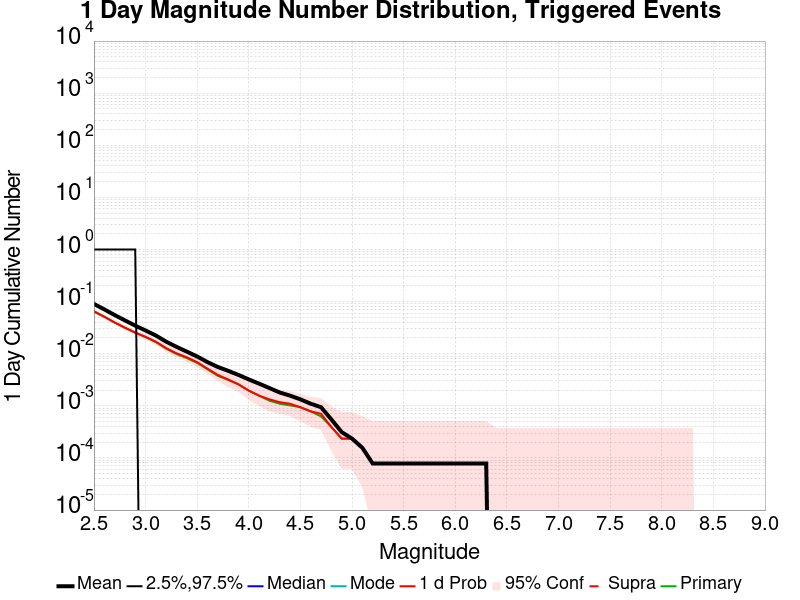 1 Day Magnitude Number Distribution, Triggered Events
10^4
10^3
10^2
10^1
10^0
10^-1
10^-2
10^-3
10^-4
10^-5
1 Day Cumulative Number
2.5 3.0 3.5 4.0 4.5 5.0 5.5 6.0 6.5 7.0 7.5 8.0 8.5 9.0
Magnitude
Mean 2.5%,97.5% Median Mode 1 d Prob 95% Conf Supra Primary